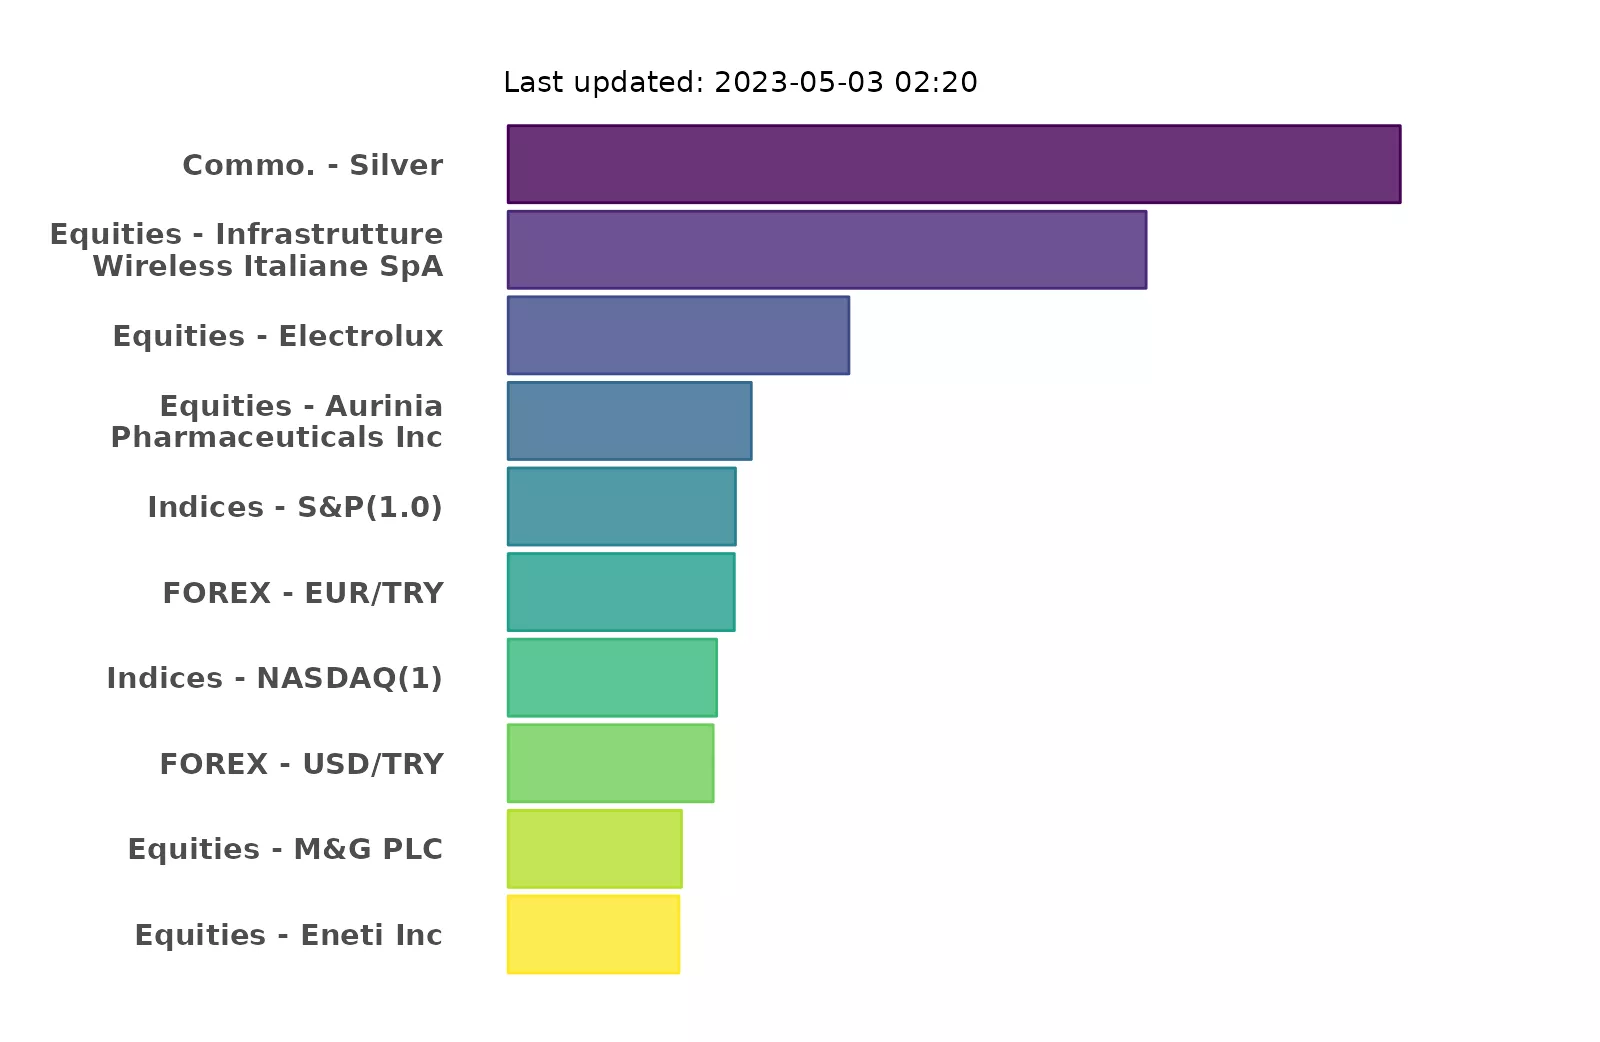 Last updated: 2023-05-03 02:20
Commo. - Silver
Equities - Infrastrutture
Wireless Italiane SpA
Equities - Electrolux
Equities - Aurinia
Pharmaceuticals Inc
Indices - S&P(1.0)
FOREX - EUR/TRY
Indices - NASDAQ(1)
FOREX - USD/TRY
Equities - M&G PLC
Equities - Eneti Inc